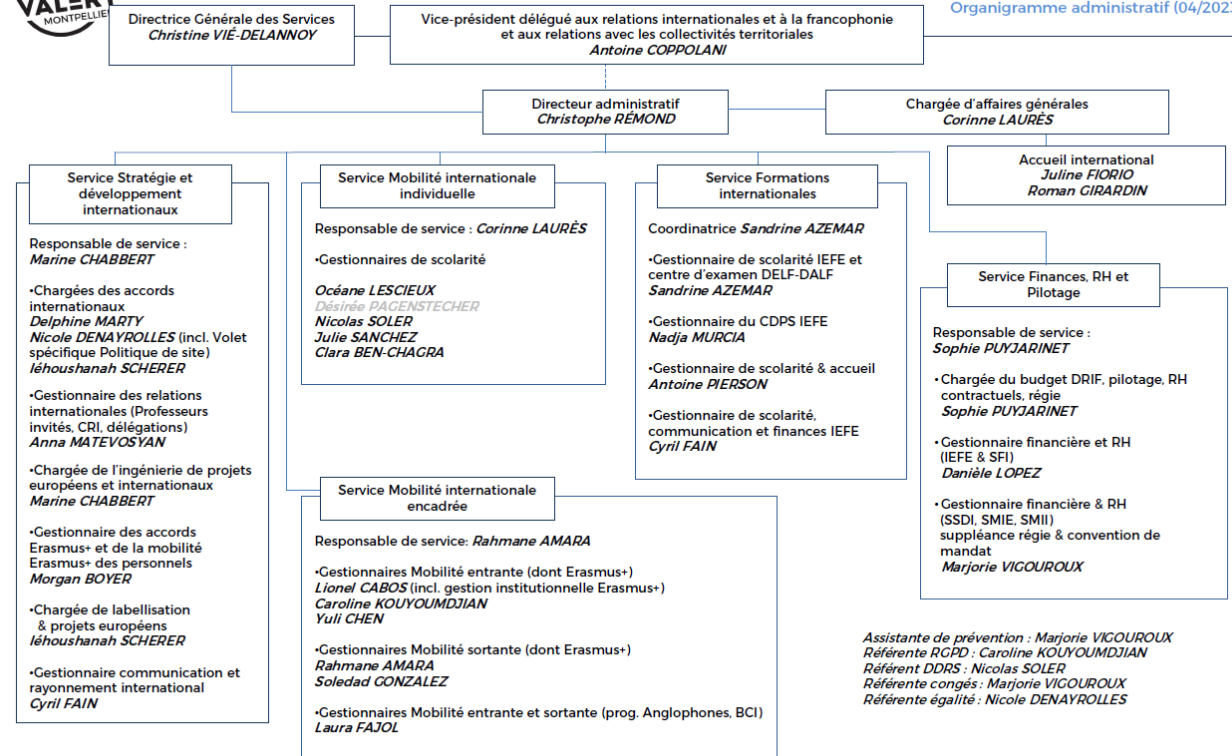 VALÉRY
MONTPELLIER
Organigramme administratif (04/2023
Directrice Générale des Services
Christine VIÉ-DELANNOY
Vice-président délégué aux relations internationales et à la francophonie
et aux relations avec les collectivités territoriales
Antoine COPPOLANI
Directeur administratif
Christophe RÉMOND
Chargée d'affaires générales
Corinne LAURÈS
Accueil international
Juline FIORIO
Roman GIRARDIN
Service Stratégie et
développement
internationaux
Responsable de service :
Marine CHABBERT
•Chargées des accords
internationaux
Delphine MARTY
Nicole DENAYROLLES (incl. Volet
spécifique Politique de site)
Iéhoushanah SCHERER
•Gestionnaire des relations
internationales (Professeurs
invités, CRI, délégations)
Anna MATEVOSYAN
•Chargée de l'ingénierie de projets
européens et internationaux
Marine CHABBERT
•Gestionnaire des accords
Erasmus+ et de la mobilité
Erasmus+ des personnels
Morgan BOYER
•Chargée de labellisation
& projets européens
Iéhoushanah SCHERER
•Gestionnaire communication et
rayonnement international
Cyril FAIN
Service Mobilité internationale
individuelle
Responsable de service : Corinne LAURÈS
•Gestionnaires de scolarité
Océane LESCIEUX
Désirée PAGENSTECHER
Nicolas SOLER
Julie SANCHEZ
Clara BEN-CHAGRA
Service Mobilité internationale
encadrée
Responsable de service: Rahmane AMARA
•Gestionnaires Mobilité entrante (dont Erasmus+)
Lionel CABOS (incl. gestion institutionnelle Erasmus+)
Caroline KOUYOUMDJIAN
Yuli CHEN
•Gestionnaires Mobilité sortante (dont Erasmus+)
Rahmane AMARA
Soledad GONZALEZ
•Gestionnaires Mobilité entrante et sortante (prog. Anglophones, BCI)
Laura FAJOL
Service Formations
internationales
Coordinatrice Sandrine AZEMAR
•Gestionnaire de scolarité IEFE et
centre d'examen DELF-DALF
Sandrine AZEMAR
•Gestionnaire du CDPS IEFE
Nadja MURCIA
•Gestionnaire de scolarité & accueil
Antoine PIERSON
•Gestionnaire de scolarité,
communication et finances IEFE
Cyril FAIN
Service Finances, RH et
Pilotage
Responsable de service :
Sophie PUYJARINET
• Chargée du budget DRIF, pilotage, RH
contractuels, régie
Sophie PUYJARINET
• Gestionnaire financière et RH
(IEFE & SFI)
Danièle LOPEZ
• Gestionnaire financière & RH
(SSDI, SMIE, SMII)
suppléance régie & convention de
mandat
Marjorie VIGOUROUX
Assistante de prévention : Marjorie VIGOUROUX
Référente RGPD : Caroline KOUYOUMDJIAN
Référent DDRS : Nicolas SOLER
Référente congés : Marjorie VIGOUROUX
Référente égalité : Nicole DENAYROLLES